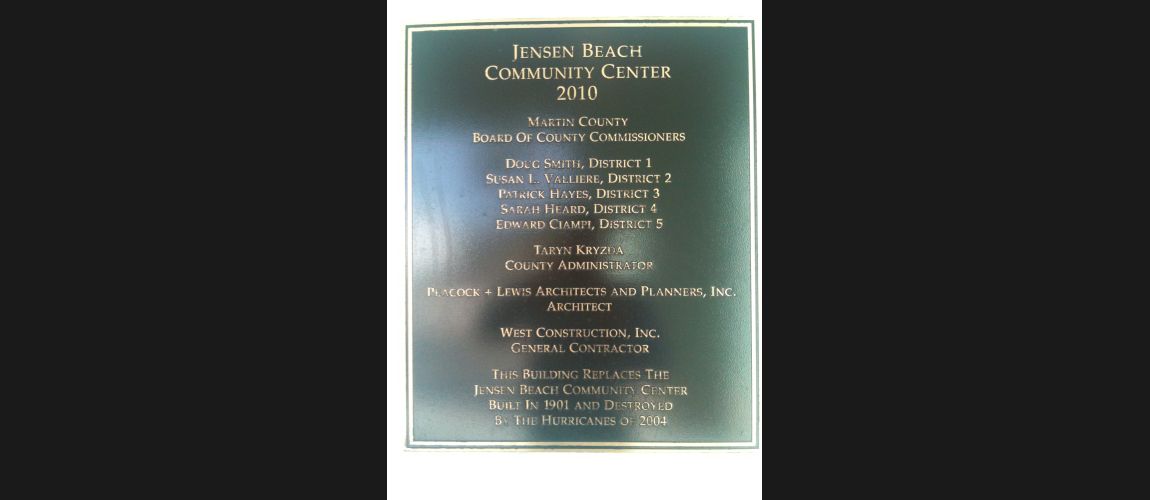 JENSEN BEACH
COMMUNITY CENTER
2010
MARTIN COUNTY
BOARD OF COUNTY COMMISSIONERS
DOUG SMITH, DISTRICT 1
SUSAN L. VALLIERE, DISTRICT 2
PATRICK HAYES, DISTRICT 3
SARAH HEARD, DISTRICT 4
EDWARD CIAMPI, DISTRICT 5
TARYN KRYZDA
COUNTY ADMINISTRATOR
PEACOCK + LEWIS ARCHITECTS AND PLANNERS, INC.
ARCHITECT
WEST CONSTRUCTION, INC.
GENERAL CONTRACTOR
THIS BUILDING REPLACES THE
JENSEN BEACH COMMUNITY CENTER
BUILT IN 1901 AND DESTROYED
BY THE HURRICANES OF 2004